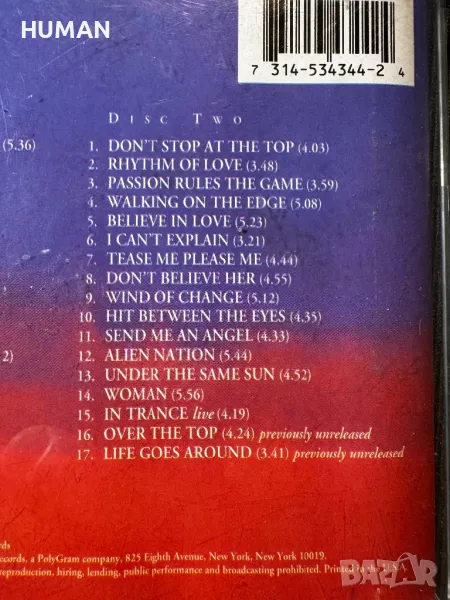 HUMAN
7 314-534344-2 4
DISC TWO
(5.36)
1. DON'T STOP AT THE TOP (4.03)
2. RHYTHM OF LOVE (3.48)
3. PASSION RULES THE GAME (3.59)
4. WALKING ON THE EDGE (5.08)
5. BELIEVE IN LOVE (5.23)
6. I CAN'T EXPLAIN (3.21)
7. TEASE ME PLEASE ME (4.44)
8. DON'T BELIEVE HER (4.55)
9. WIND OF CHANGE (5.12)
10. HIT BETWEEN THE EYES (4.35)
11. SEND ME AN ANGEL (4.33)
2) 12. ALIEN NATION (5.44)
13. UNDER THE SAME SUN (4.52)
14. WOMAN (5.56)
15. IN TRANCE live (4.19)
16. OVER THE TOP (4.24) previously unreleased
17. LIFE GOES AROUND (3.41) previously unreleased
rds
ecords, a PolyGram company, 825 Eighth Avenue, New York, New York 10019.
reproduction, hiring, lending, public performance and broadcasting prohibited. Printed in the U.S.A.
bazar.bg